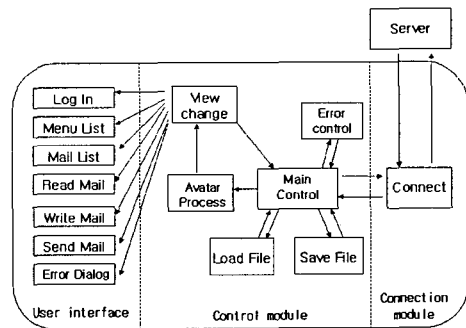 Server
Log In
Menu List
Mail List
Read Mail
Write Mail
Send Mail
Error Dialog
View
change
Error
control
Avatar
Process
Main
Control
Connect
Load File
Save File
User interface
Control module
Connection
module